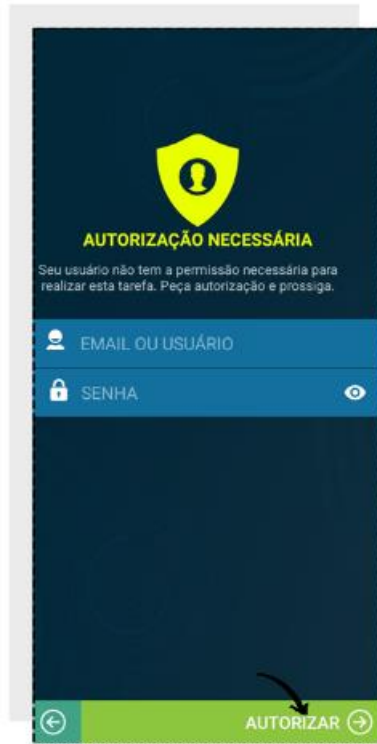 AUTORIZAÇÃO NECESSÁRIA
Seu usuário não tem a permissão necessária para
realizar esta tarefa. Peça autorização e prossiga.
EMAIL OU USUÁRIO
SENHA
AUTORIZAR